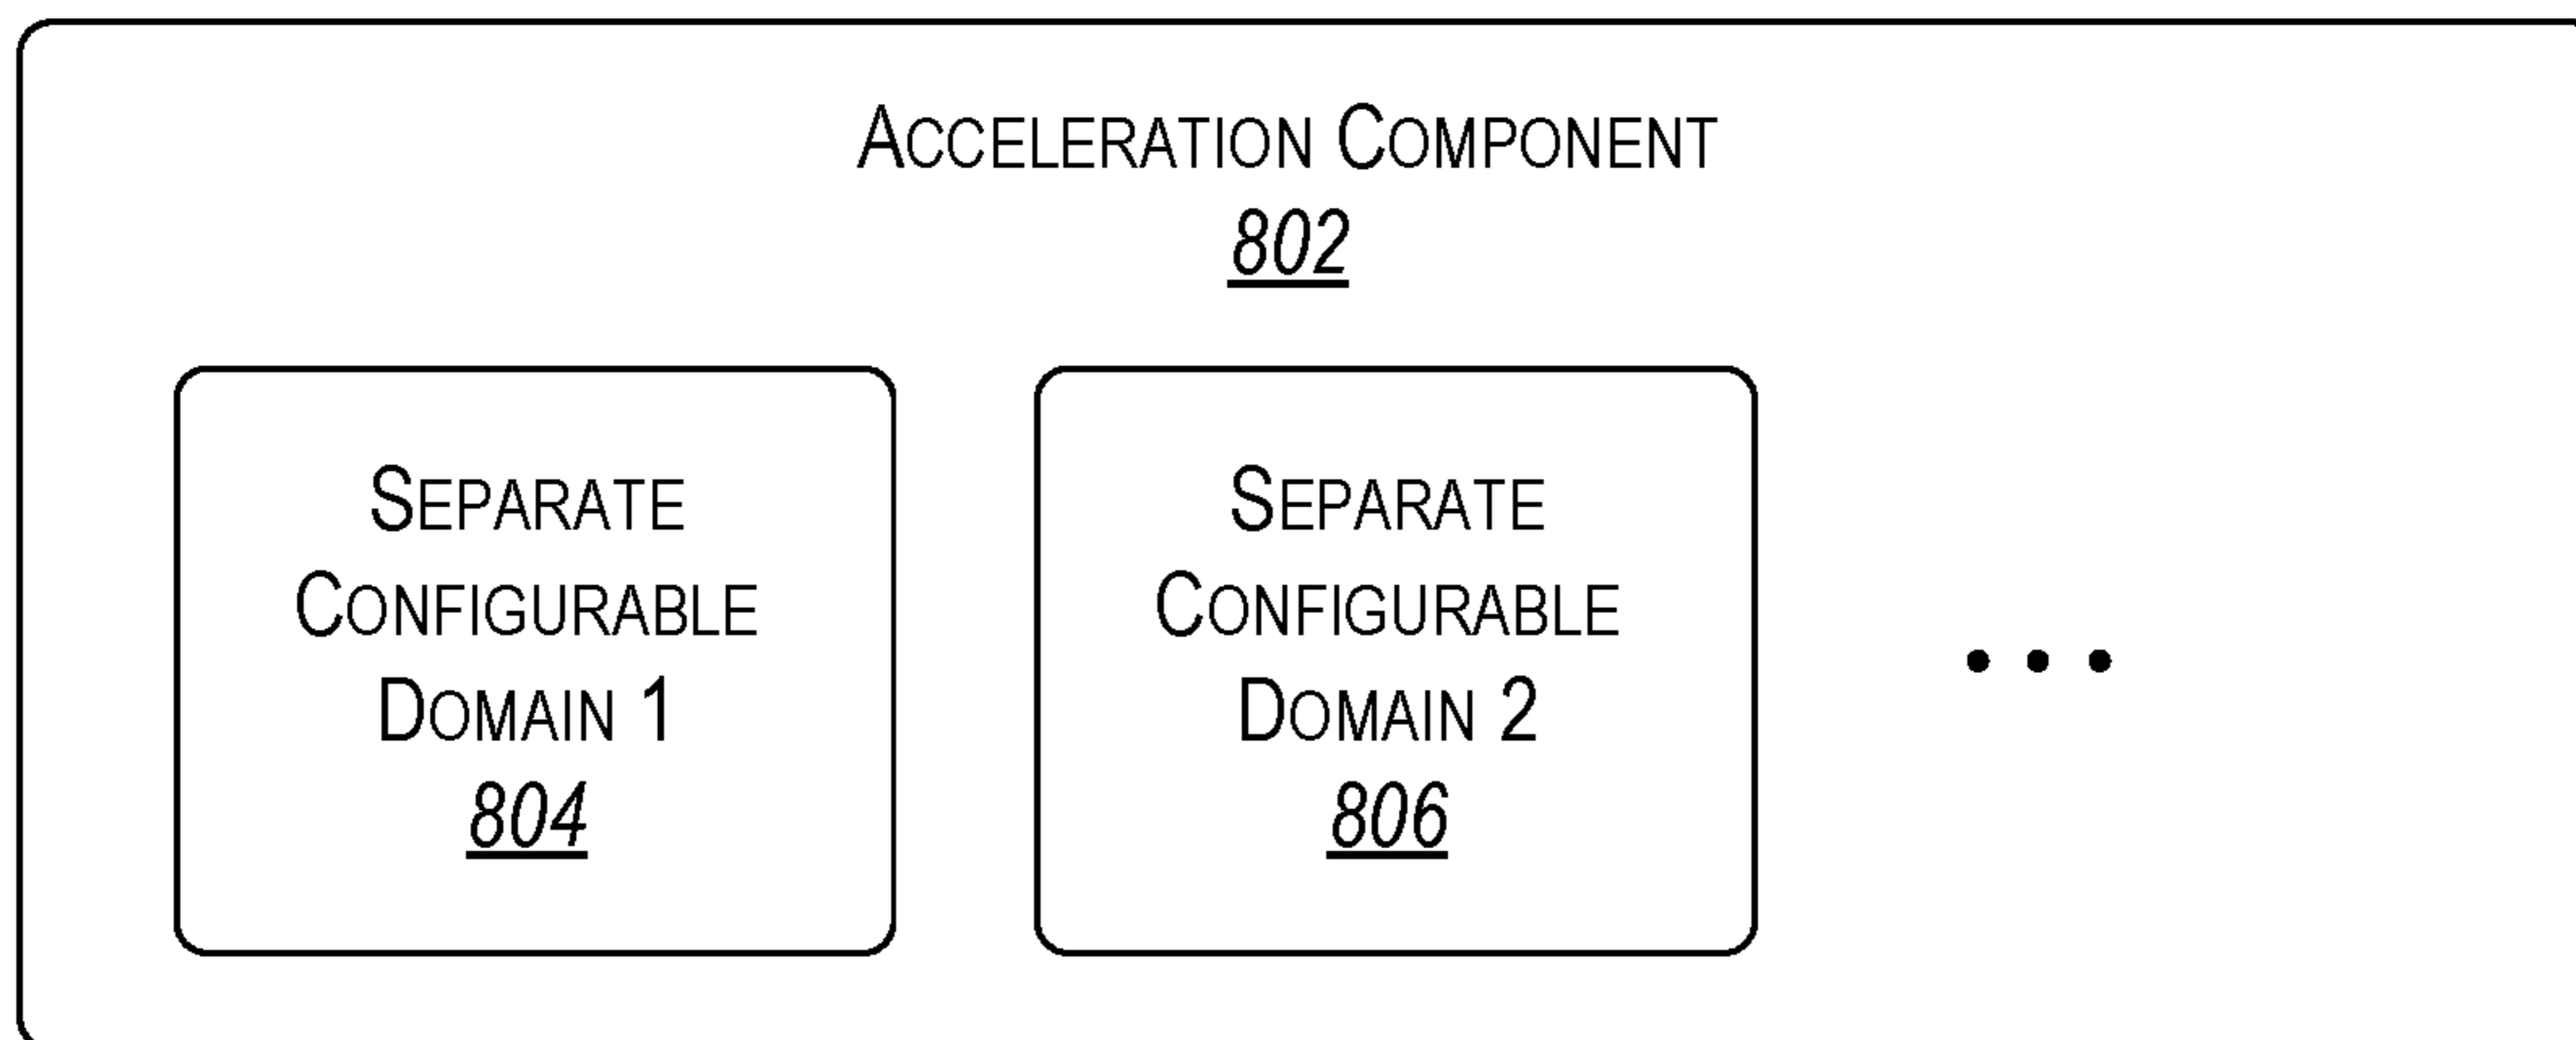 ACCELERATION COMPONENT
802
SEPARATE
CONFIGURABLE
DOMAIN 1
804
SEPARATE
CONFIGURABLE
DOMAIN 2
806
• • •